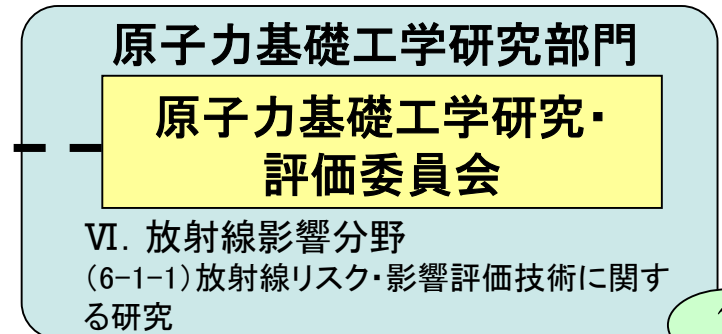 原子力基礎工学研究部門
原子力基礎工学研究・
評価委員会
Ⅵ. 放射線影響分野
(6-1-1)放射線リスク・影響評価技術に関す
る研究